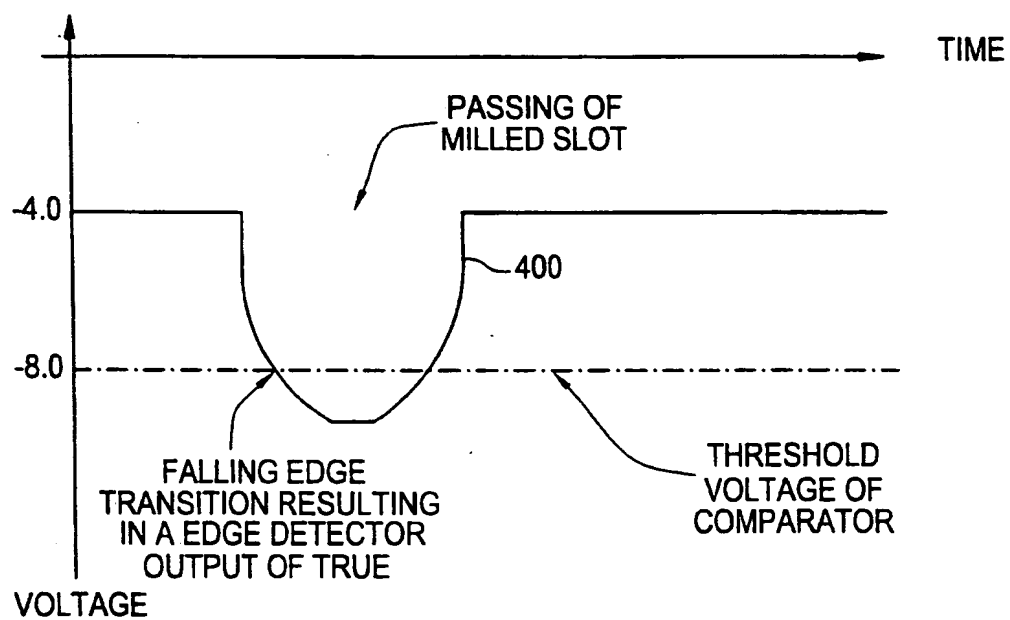 TIME
PASSING OF
MILLED SLOT
-4.0
400
-8.0
FALLING EDGE
TRANSITION RESULTING
IN A EDGE DETECTOR
OUTPUT OF TRUE
THRESHOLD
VOLTAGE OF
COMPARATOR
VOLTAGE